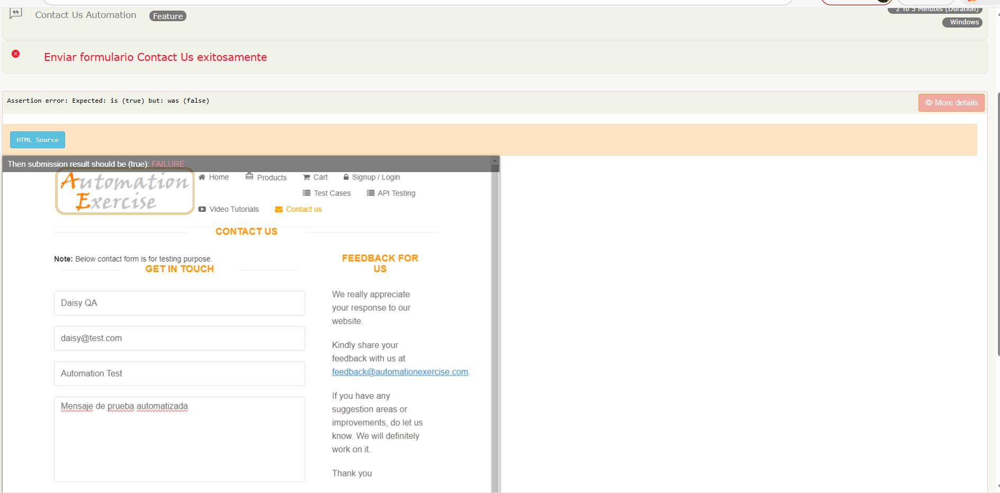 Contact Us Automation Feature
2 To 5 Minutes (Duration)
Windows
Enviar formulario Contact Us exitosamente
Assertion error: Expected: is (true) but: was (false)
More details
HTML Source
Then submission result should be (true): FAILURE
Automation
Exercise
Home Products Cart Signup / Login
Test Cases API Testing
Video Tutorials Contact us
CONTACT US
Note: Below contact form is for testing purpose.
GET IN TOUCH
Daisy QA
daisy@test.com
Automation Test
Mensaje de prueba automatizada
FEEDBACK FOR
US
We really appreciate
your response to our
website.
Kindly share your
feedback with us at
feedback@automationexercise.com.
If you have any
suggestion areas or
improvements, do let us
know. We will definitely
work on it.
Thank you